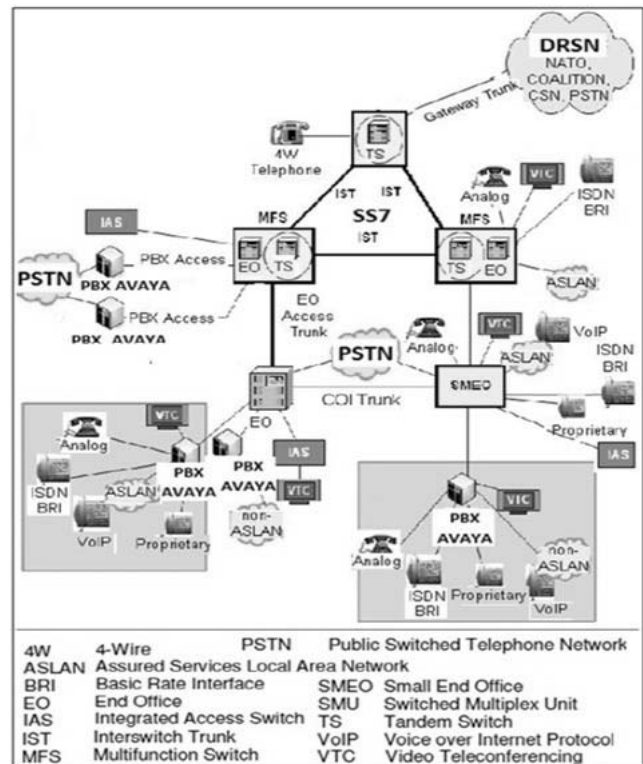 DRSN
NATO,
COALITION,
CSN, PSTN
Gateway Trunk
TS
4W
Telephone
IST
IST
SS7
IST
MFS
MFS
IAS
EO
TS
TS
EO
Analog
VTC
ISDN
BRI
ASLAN
PSTN
PBX Access
PBX AVAYA
PBX Access
PBX AVAYA
EO
Access
Trunk
PSTN
Analog
VTC
VoIP
ASLAN
ISDN
BRI
SMEO
Proprietary
IAS
COI Trunk
EO
VTC
Analog
PBX
AVAYA
PBX
AVAYA
IAS
VTC
ISDN
BRI
ASLAN
VoIP
Proprietary
non-
ASLAN
VTC
PBX
AVAYA
Analog
ISDN
BRI
Proprietary
non-
ASLAN
VoIP
4W 4-Wire PSTN Public Switched Telephone Network
ASLAN Assured Services Local Area Network
BRI Basic Rate Interface SMEO Small End Office
EO End Office SMU Switched Multiplex Unit
IAS Integrated Access Switch TS Tandem Switch
IST Interswitch Trunk VoIP Voice over Internet Protocol
MFS Multifunction Switch VTC Video Teleconferencing